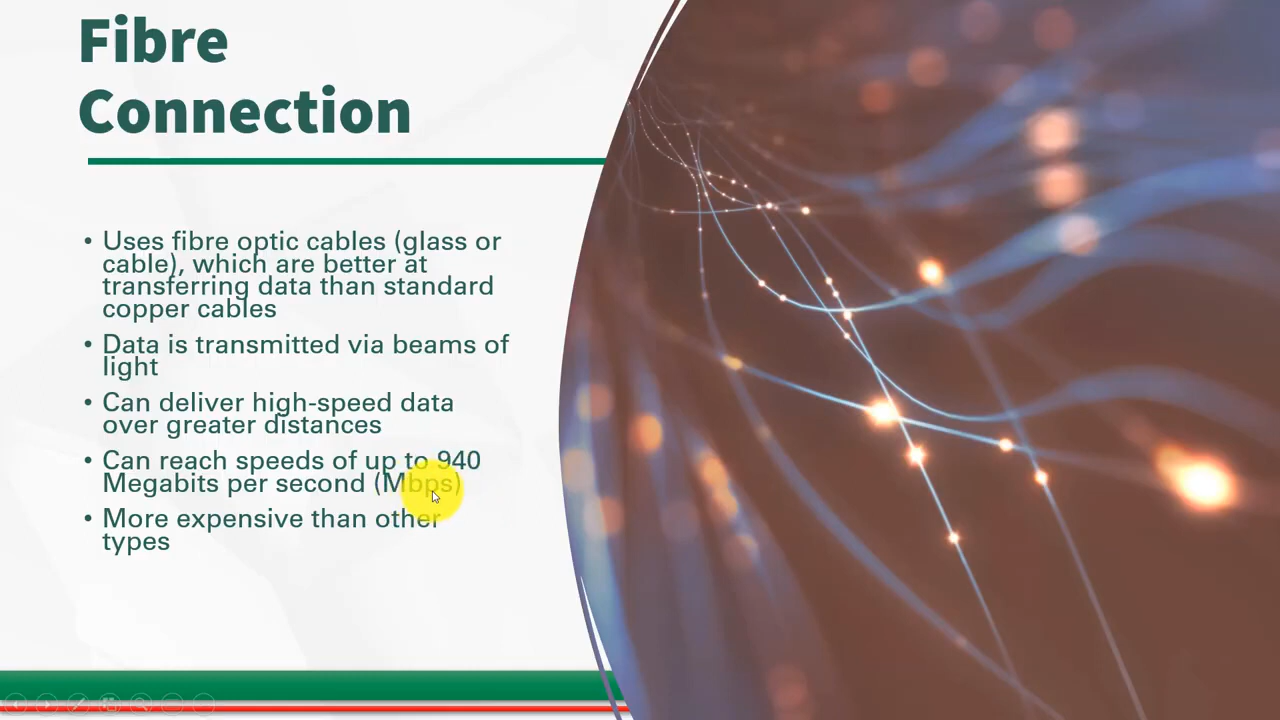 Fibre
Connection
• Uses fibre optic cables (glass or
cable), which are better at
transferring data than standard
copper cables
• Data is transmitted via beams of
light
• Can deliver high-speed data
over greater distances
• Can reach speeds of up to 940
Megabits per second (Mbps)
• More expensive than other
types